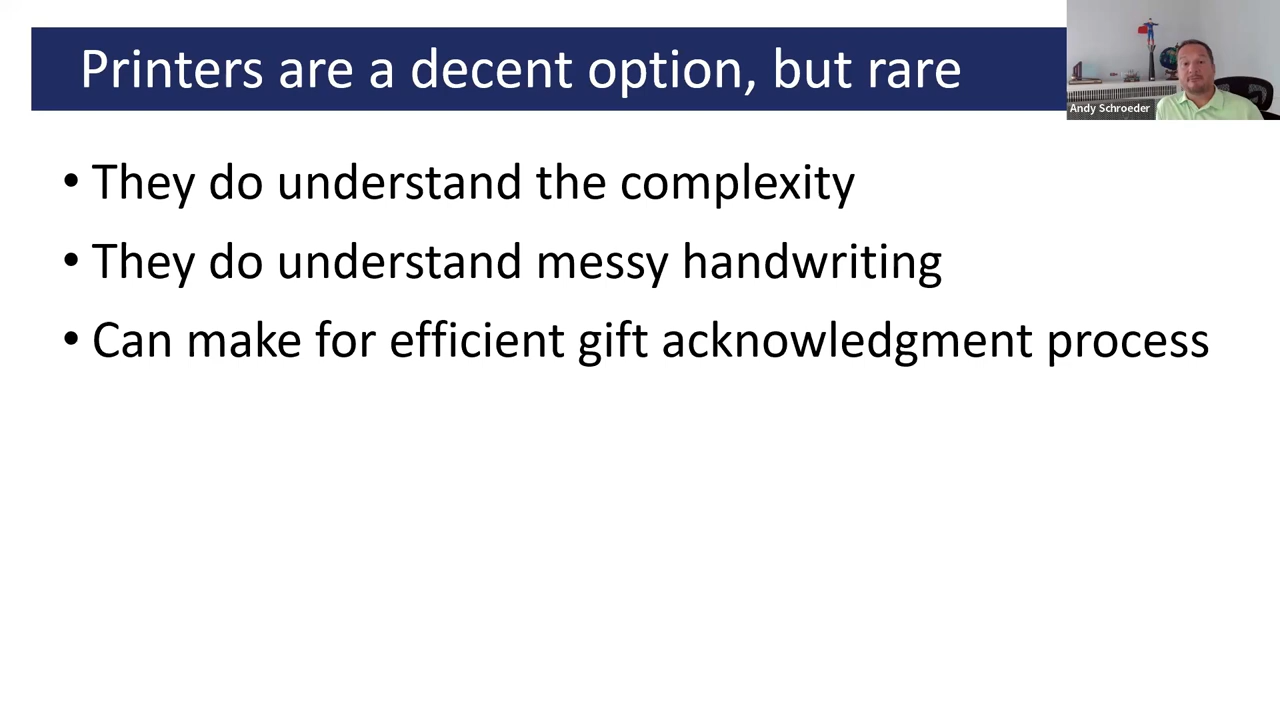 Printers are a decent option, but rare
Andy Schroeder
• They do understand the complexity
• They do understand messy handwriting
• Can make for efficient gift acknowledgment process